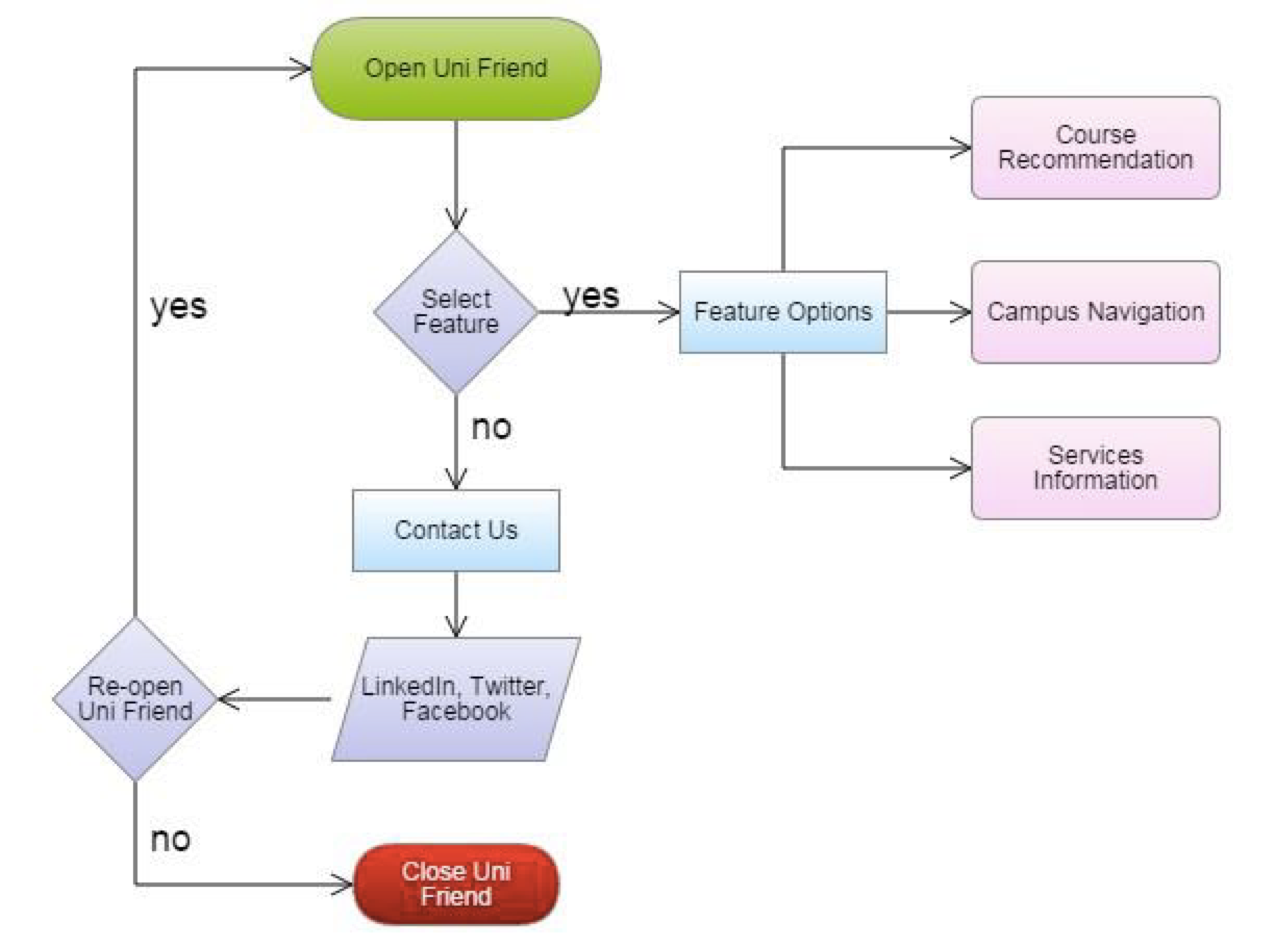 Open Uni Friend
Course
Recommendation
yes
Select
Feature
yes
Feature Options
Campus Navigation
no
Services
Information
Contact Us
Re-open
Uni Friend
LinkedIn, Twitter,
Facebook
no
Close Uni
Friend